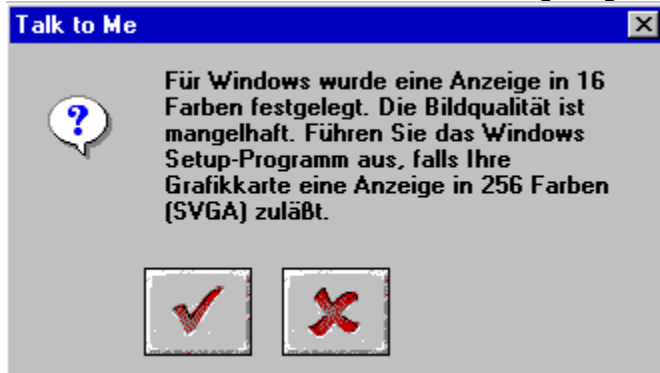 Talk to Me
Für Windows wurde eine Anzeige in 16
Farben festgelegt. Die Bildqualität ist
mangelhaft. Führen Sie das Windows
Setup-Programm aus, falls Ihre
Grafikkarte eine Anzeige in 256 Farben
(SVGA) zuläßt.